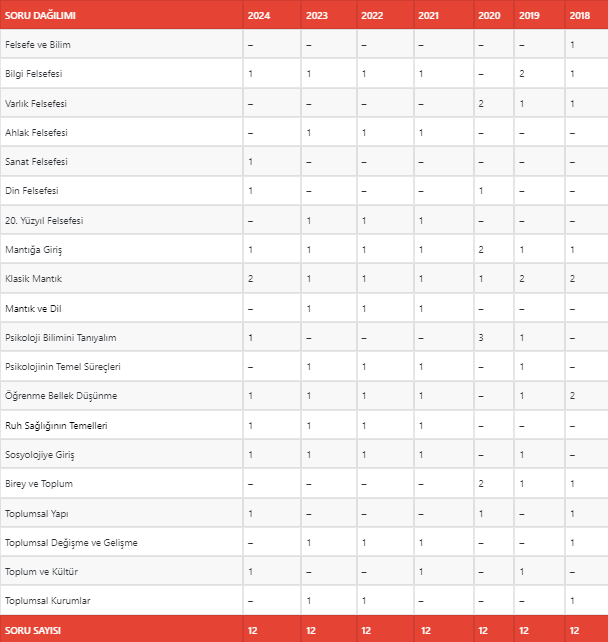 SORU DAĞILIMI 2024 2023 2022 2021 2020 2019 2018
Felsefe ve Bilim – – – – – – 1
Bilgi Felsefesi 1 1 1 1 – 2 1
Varlık Felsefesi – – – – 2 1 1
Ahlak Felsefesi – 1 1 1 – – –
Sanat Felsefesi 1 – – – – – –
Din Felsefesi 1 – – – 1 – –
20. Yüzyıl Felsefesi – 1 1 1 – – –
Mantığa Giriş 1 1 1 1 2 1 1
Klasik Mantık 2 1 1 1 1 2 2
Mantık ve Dil – 1 1 1 – – –
Psikoloji Bilimini Tanıyalım 1 – – – 3 1 –
Psikolojinin Temel Süreçleri – 1 1 1 – 1 –
Öğrenme Bellek Düşünme 1 1 1 1 – 1 2
Ruh Sağlığının Temelleri 1 1 1 1 – – –
Sosyolojiye Giriş 1 1 1 1 – 1 –
Birey ve Toplum – – – – 2 1 1
Toplumsal Yapı 1 – – – 1 – 1
Toplumsal Değişme ve Gelişme – 1 1 1 – – 1
Toplum ve Kültür 1 – – 1 – 1 –
Toplumsal Kurumlar – 1 1 – – – 1
SORU SAYISI 12 12 12 12 12 12 12